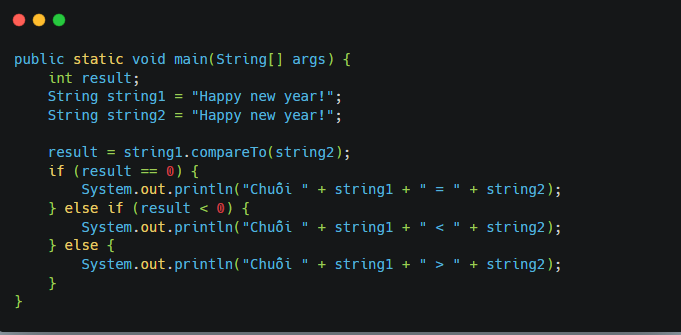 public static void main(String[] args) {
    int result;
    String string1 = "Happy new year!";
    String string2 = "Happy new year!";

    result = string1.compareTo(string2);
    if (result == 0) {
        System.out.println("Chuỗi " + string1 + " = " + string2);
    } else if (result < 0) {
        System.out.println("Chuỗi " + string1 + " < " + string2);
    } else {
        System.out.println("Chuỗi " + string1 + " > " + string2);
    }
}